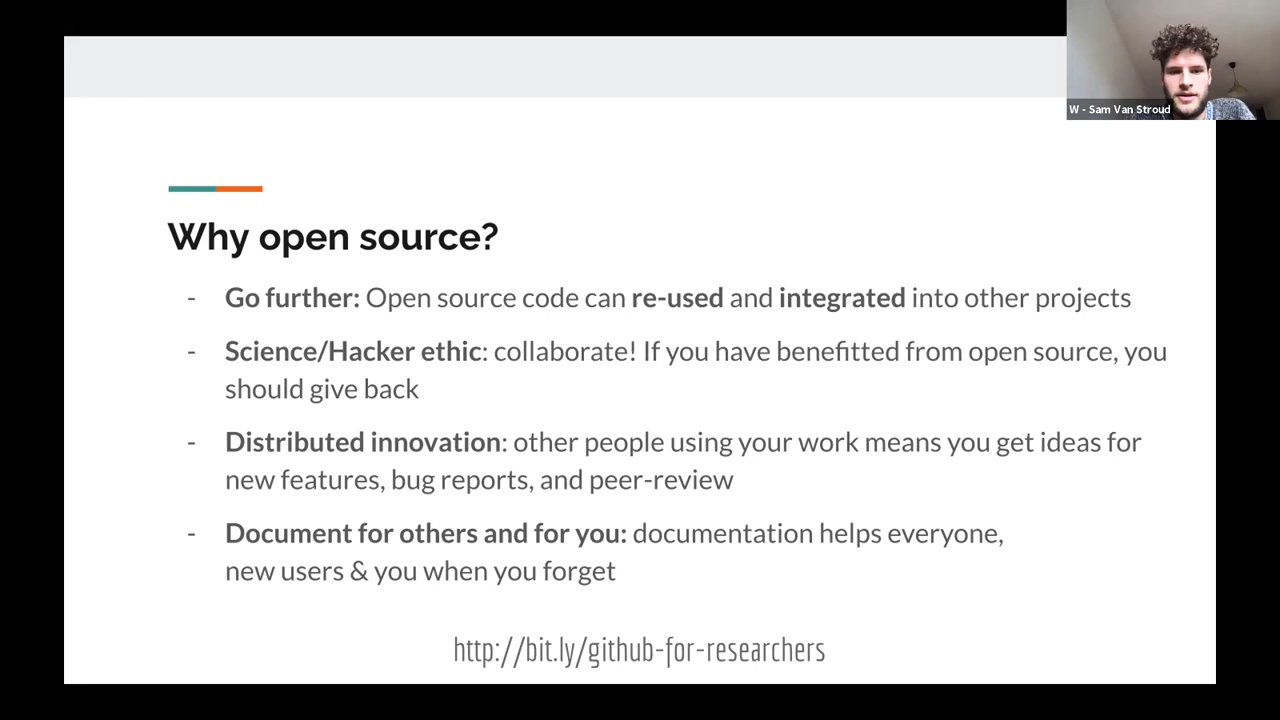 W - Sam Van Stroud
Why open source?
- Go further: Open source code can re-used and integrated into other projects
- Science/Hacker ethic: collaborate! If you have benefitted from open source, you
should give back
- Distributed innovation: other people using your work means you get ideas for
new features, bug reports, and peer-review
- Document for others and for you: documentation helps everyone,
new users & you when you forget
http://bit.ly/github-for-researchers